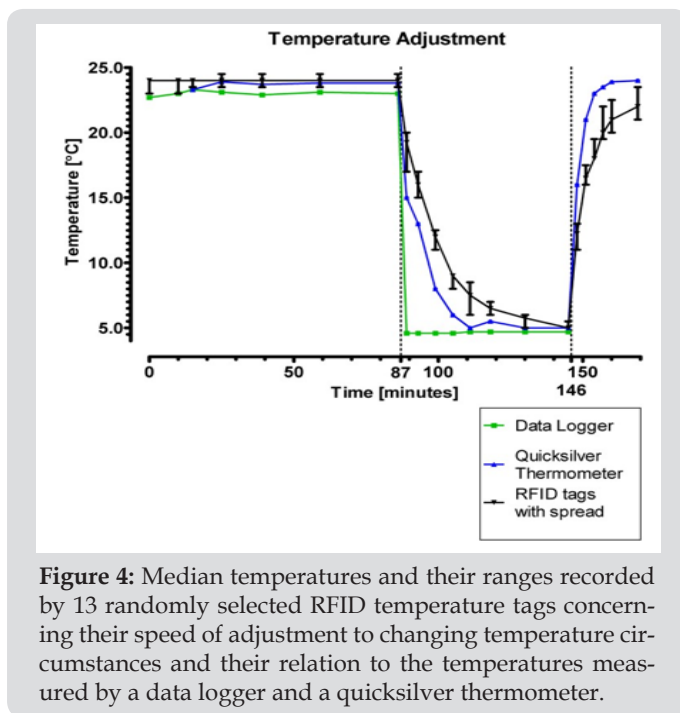 Temperature Adjustment
Temperature [°C]
25.0
20.0
15.0
10.0
5.0
0 50 87 100 150
Time [minutes] 146
Data Logger
Quicksilver
Thermometer
RFID tags
with spread
Figure 4: Median temperatures and their ranges recorded
by 13 randomly selected RFID temperature tags concern-
ing their speed of adjustment to changing temperature cir-
cumstances and their relation to the temperatures meas-
ured by a data logger and a quicksilver thermometer.